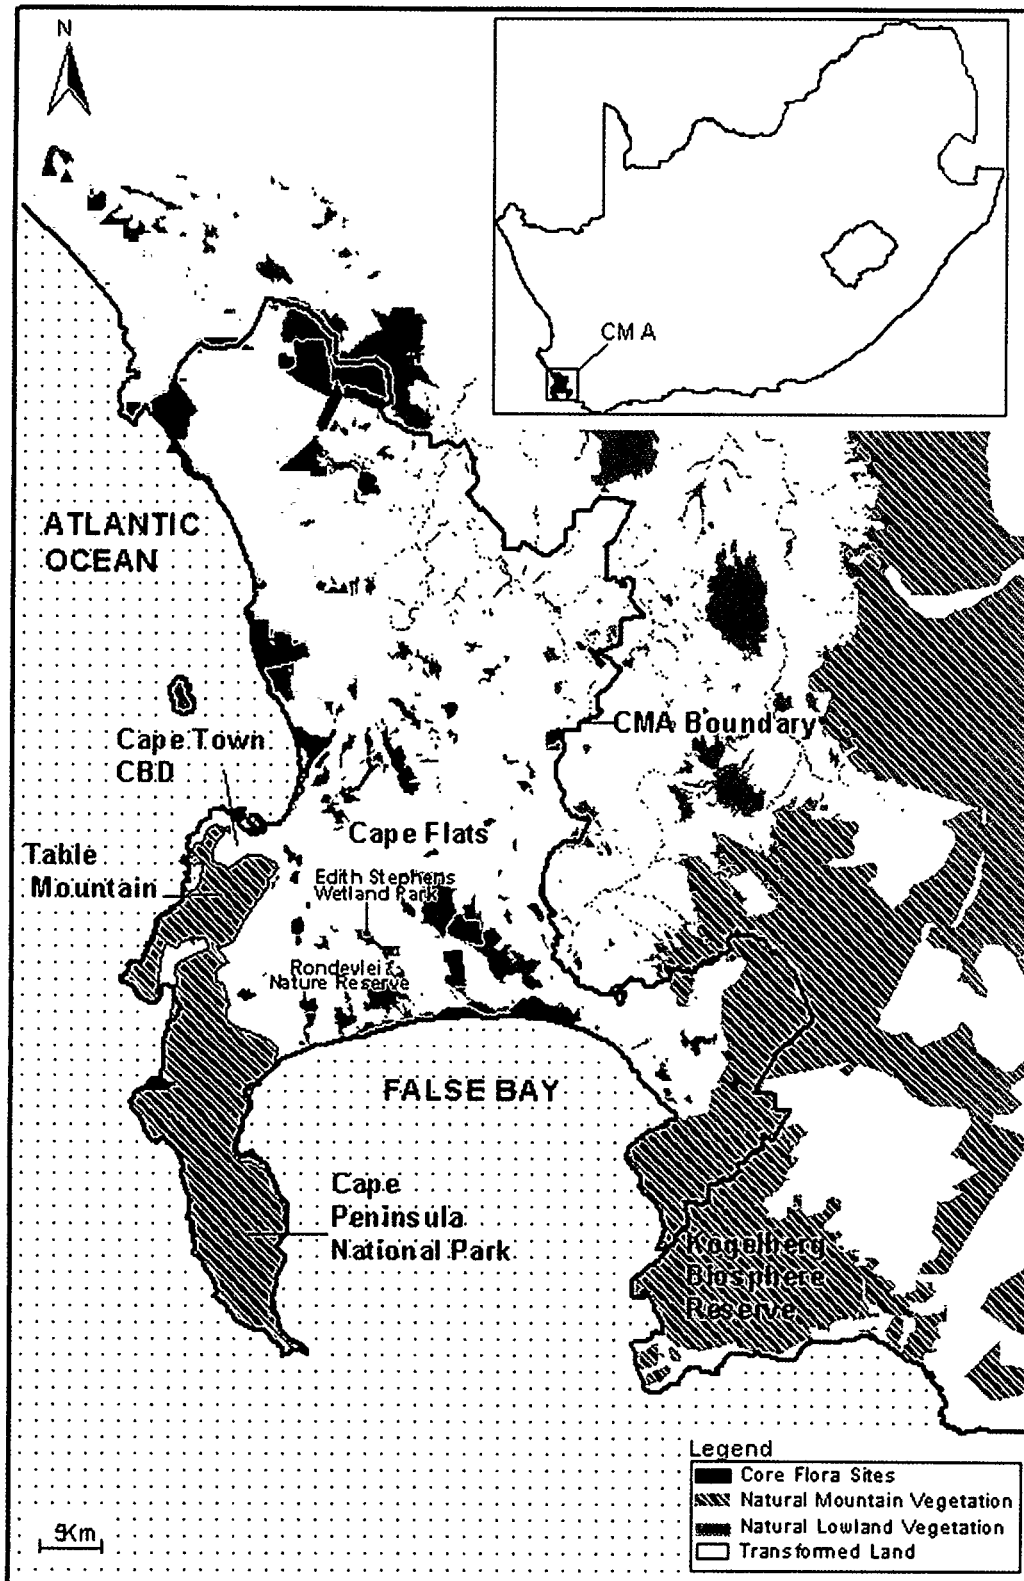 N
CMA
ATLANTIC
OCEAN
CMA Boundary
Cape Town
CBD
Cape Flats
Table
Mountain
Edith Stephens
Wetland Park
Rondevlei
Nature Reserve
FALSE BAY
Cape
Peninsula
National Park
Kogelberg
Biosphere
Reserve
Legend
Core Flora Sites
Natural Mountain Vegetation
Natural Lowland Vegetation
Transformed Land
5Km